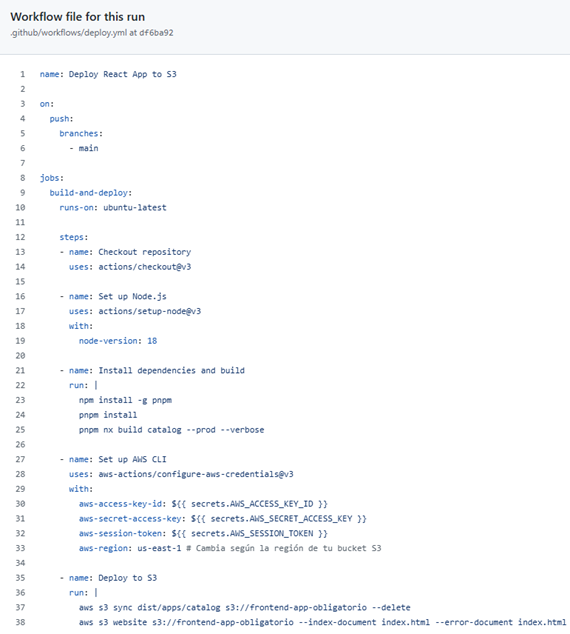 Workflow file for this run
.github/workflows/deploy.yml at df6ba92
1 name: Deploy React App to S3
2
3 on:
4   push:
5     branches:
6       - main
7
8 jobs:
9   build-and-deploy:
10     runs-on: ubuntu-latest
11
12     steps:
13     - name: Checkout repository
14       uses: actions/checkout@v3
15
16     - name: Set up Node.js
17       uses: actions/setup-node@v3
18       with:
19         node-version: 18
20
21     - name: Install dependencies and build
22       run: |
23         npm install -g pnpm
24         pnpm install
25         pnpm nx build catalog --prod --verbose
26
27     - name: Set up AWS CLI
28       uses: aws-actions/configure-aws-credentials@v3
29       with:
30         aws-access-key-id: ${{ secrets.AWS_ACCESS_KEY_ID }}
31         aws-secret-access-key: ${{ secrets.AWS_SECRET_ACCESS_KEY }}
32         aws-session-token: ${{ secrets.AWS_SESSION_TOKEN }}
33         aws-region: us-east-1 # Cambia según la región de tu bucket S3
34
35     - name: Deploy to S3
36       run: |
37         aws s3 sync dist/apps/catalog s3://frontend-app-obligatorio --delete
38         aws s3 website s3://frontend-app-obligatorio --index-document index.html --error-document index.html